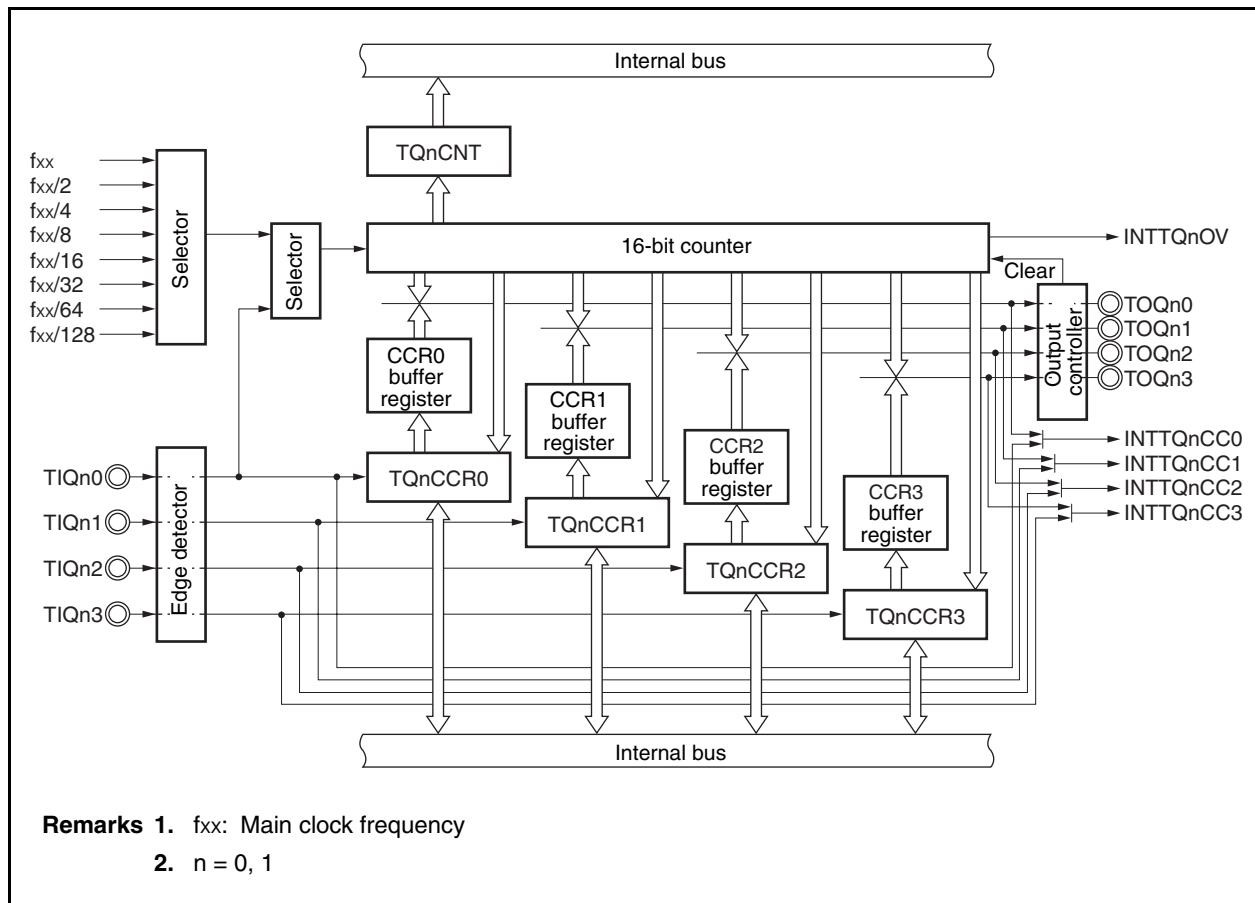 Internal bus
TQnCNT
fxx
fxx/2
fxx/4
fxx/8
fxx/16
fxx/32
fxx/64
fxx/128
Selector
Selector
16-bit counter
INTTQnOV
Clear
Output
controller
TOQn0
TOQn1
TOQn2
TOQn3
CCR0
buffer
register
CCR1
buffer
register
CCR2
buffer
register
CCR3
buffer
register
INTTQnCC0
INTTQnCC1
INTTQnCC2
INTTQnCC3
TIQn0
TIQn1
TIQn2
TIQn3
Edge detector
TQnCCR0
TQnCCR1
TQnCCR2
TQnCCR3
Internal bus
Remarks 1. fxx: Main clock frequency
2. n = 0, 1